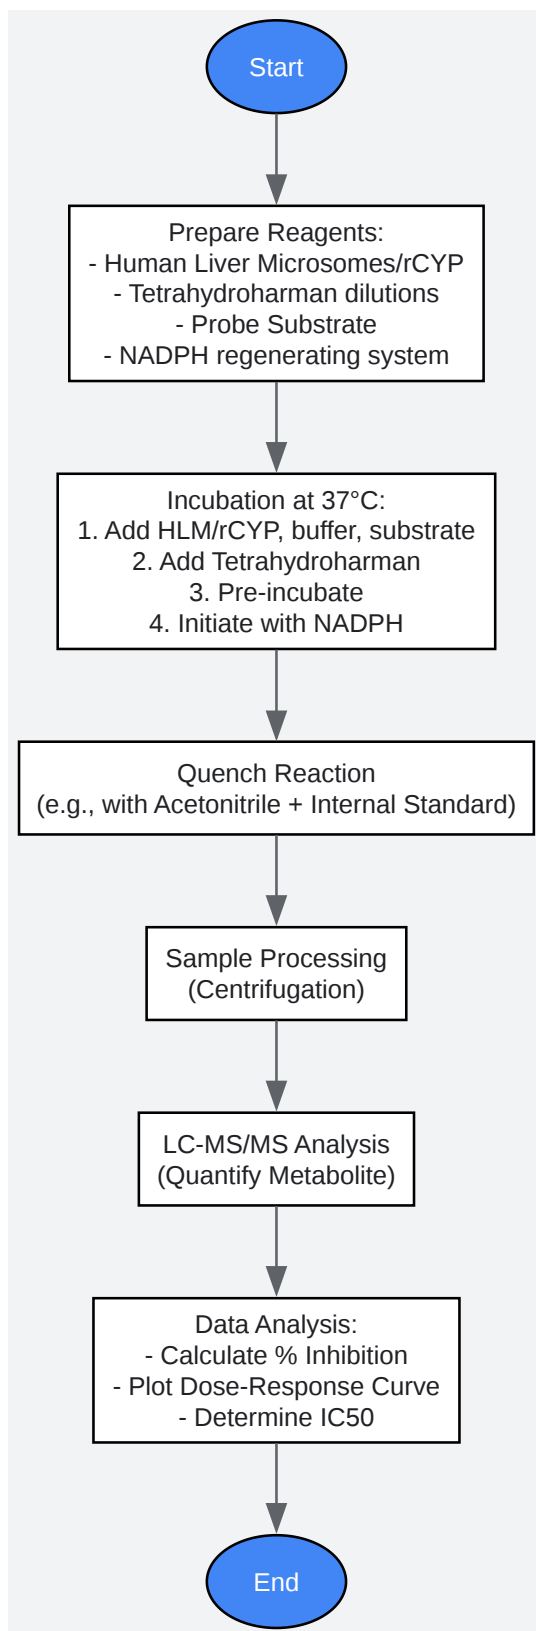 Start
Prepare Reagents:
- Human Liver Microsomes/rCYP
- Tetrahydroharman dilutions
- Probe Substrate
- NADPH regenerating system
Incubation at 37°C:
1. Add HLM/rCYP, buffer, substrate
2. Add Tetrahydroharman
3. Pre-incubate
4. Initiate with NADPH
Quench Reaction
(e.g., with Acetonitrile + Internal Standard)
Sample Processing
(Centrifugation)
LC-MS/MS Analysis
(Quantify Metabolite)
Data Analysis:
- Calculate % Inhibition
- Plot Dose-Response Curve
- Determine IC50
End